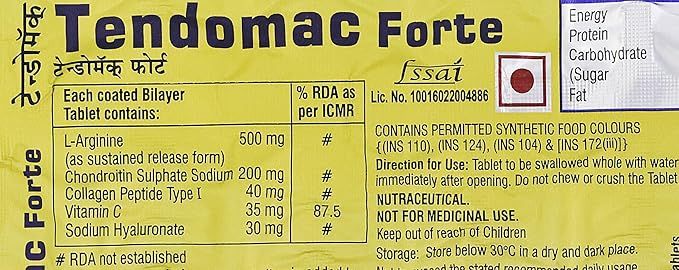 टेन्डोमॅक्
Tendomac Forte
टेन्डोमॅक् फोर्ट
fssai
Lic. No. 10016022004886
Energy
Protein
Carbohydrate
(Sugar
Fat
Each coated Bilayer % RDA as
Tablet contains: per ICMR
L-Arginine 500 mg #
(as sustained release form)
Chondroitin Sulphate Sodium 200 mg #
Collagen Peptide Type I 40 mg #
Vitamin C 35 mg 87.5
Sodium Hyaluronate 30 mg #
# RDA not established
CONTAINS PERMITTED SYNTHETIC FOOD COLOURS
{(INS 110), (INS 124), (INS 104) & [INS 172(iii)]}
Direction for Use: Tablet to be swallowed whole with water
immediately after opening. Do not chew or crush the Tablet
NUTRACEUTICAL.
NOT FOR MEDICINAL USE.
Keep out of reach of Children
Storage: Store below 30°C in a dry and dark place.
ac Forte
ablets